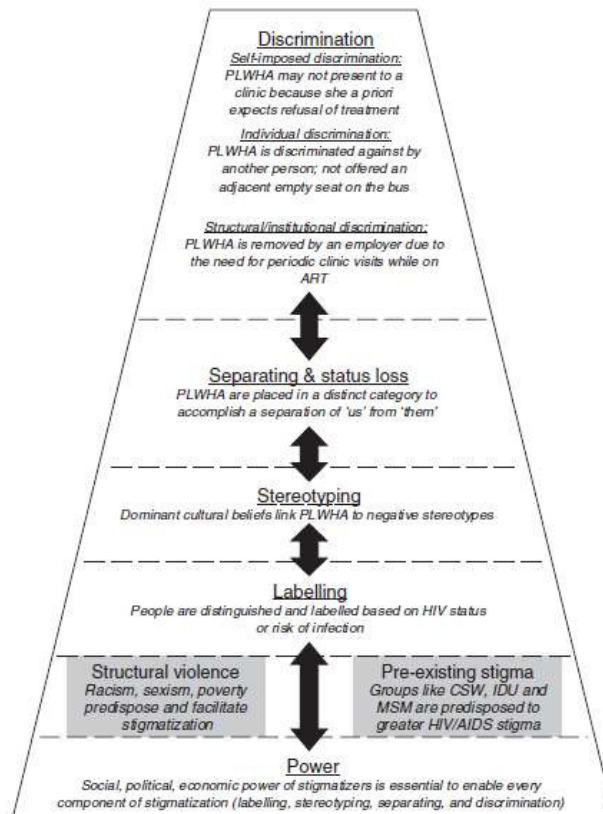 Discrimination
Self-imposed discrimination:
PLWHA may not present to a
clinic because she a priori
expects refusal of treatment
Individual discrimination:
PLWHA is discriminated against by
another person; not offered an
adjacent empty seat on the bus
Structural/institutional discrimination:
PLWHA is removed by an employer due to
the need for periodic clinic visits while on
ART
Separating & status loss
PLWHA are placed in a distinct category to
accomplish a separation of 'us' from 'them'
Stereotyping
Dominant cultural beliefs link PLWHA to negative stereotypes
Labelling
People are distinguished and labelled based on HIV status
or risk of infection
Structural violence
Racism, sexism, poverty
predispose and facilitate
stigmatization
Pre-existing stigma
Groups like CSW, IDU and
MSM are predisposed to
greater HIV/AIDS stigma
Power
Social, political, economic power of stigmatizers is essential to enable every
component of stigmatization (labelling, stereotyping, separating, and discrimination)